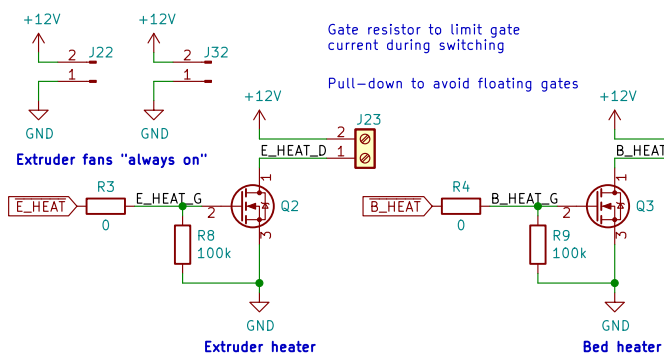 +12V
+12V
J22
J32
2
1
2
1
GND
GND
Extruder fans "always on"
Gate resistor to limit gate
current during switching
Pull-down to avoid floating gates
+12V
J23
2
1
E_HEAT_D
1
E_HEAT
R3
0
E_HEAT_G
2
Q2
3
R8
100k
GND
Extruder heater
+12V
B_HEAT
1
B_HEAT
R4
0
B_HEAT_G
2
Q3
3
R9
100k
GND
Bed heater